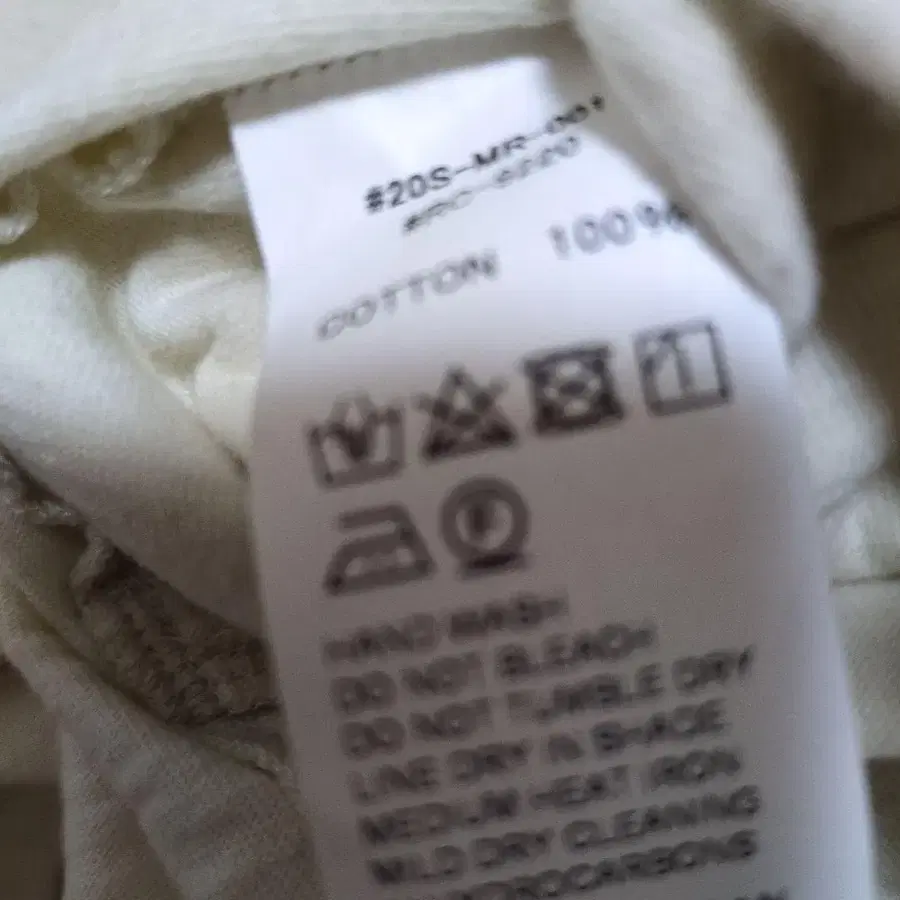 #20S-MR-001
COTTON 100%
HAND WASH
DO NOT BLEACH
DO NOT TUMBLE DRY
LINE DRY IN SHADE
MEDIUM HEAT IRON
MILD DRY CLEANING